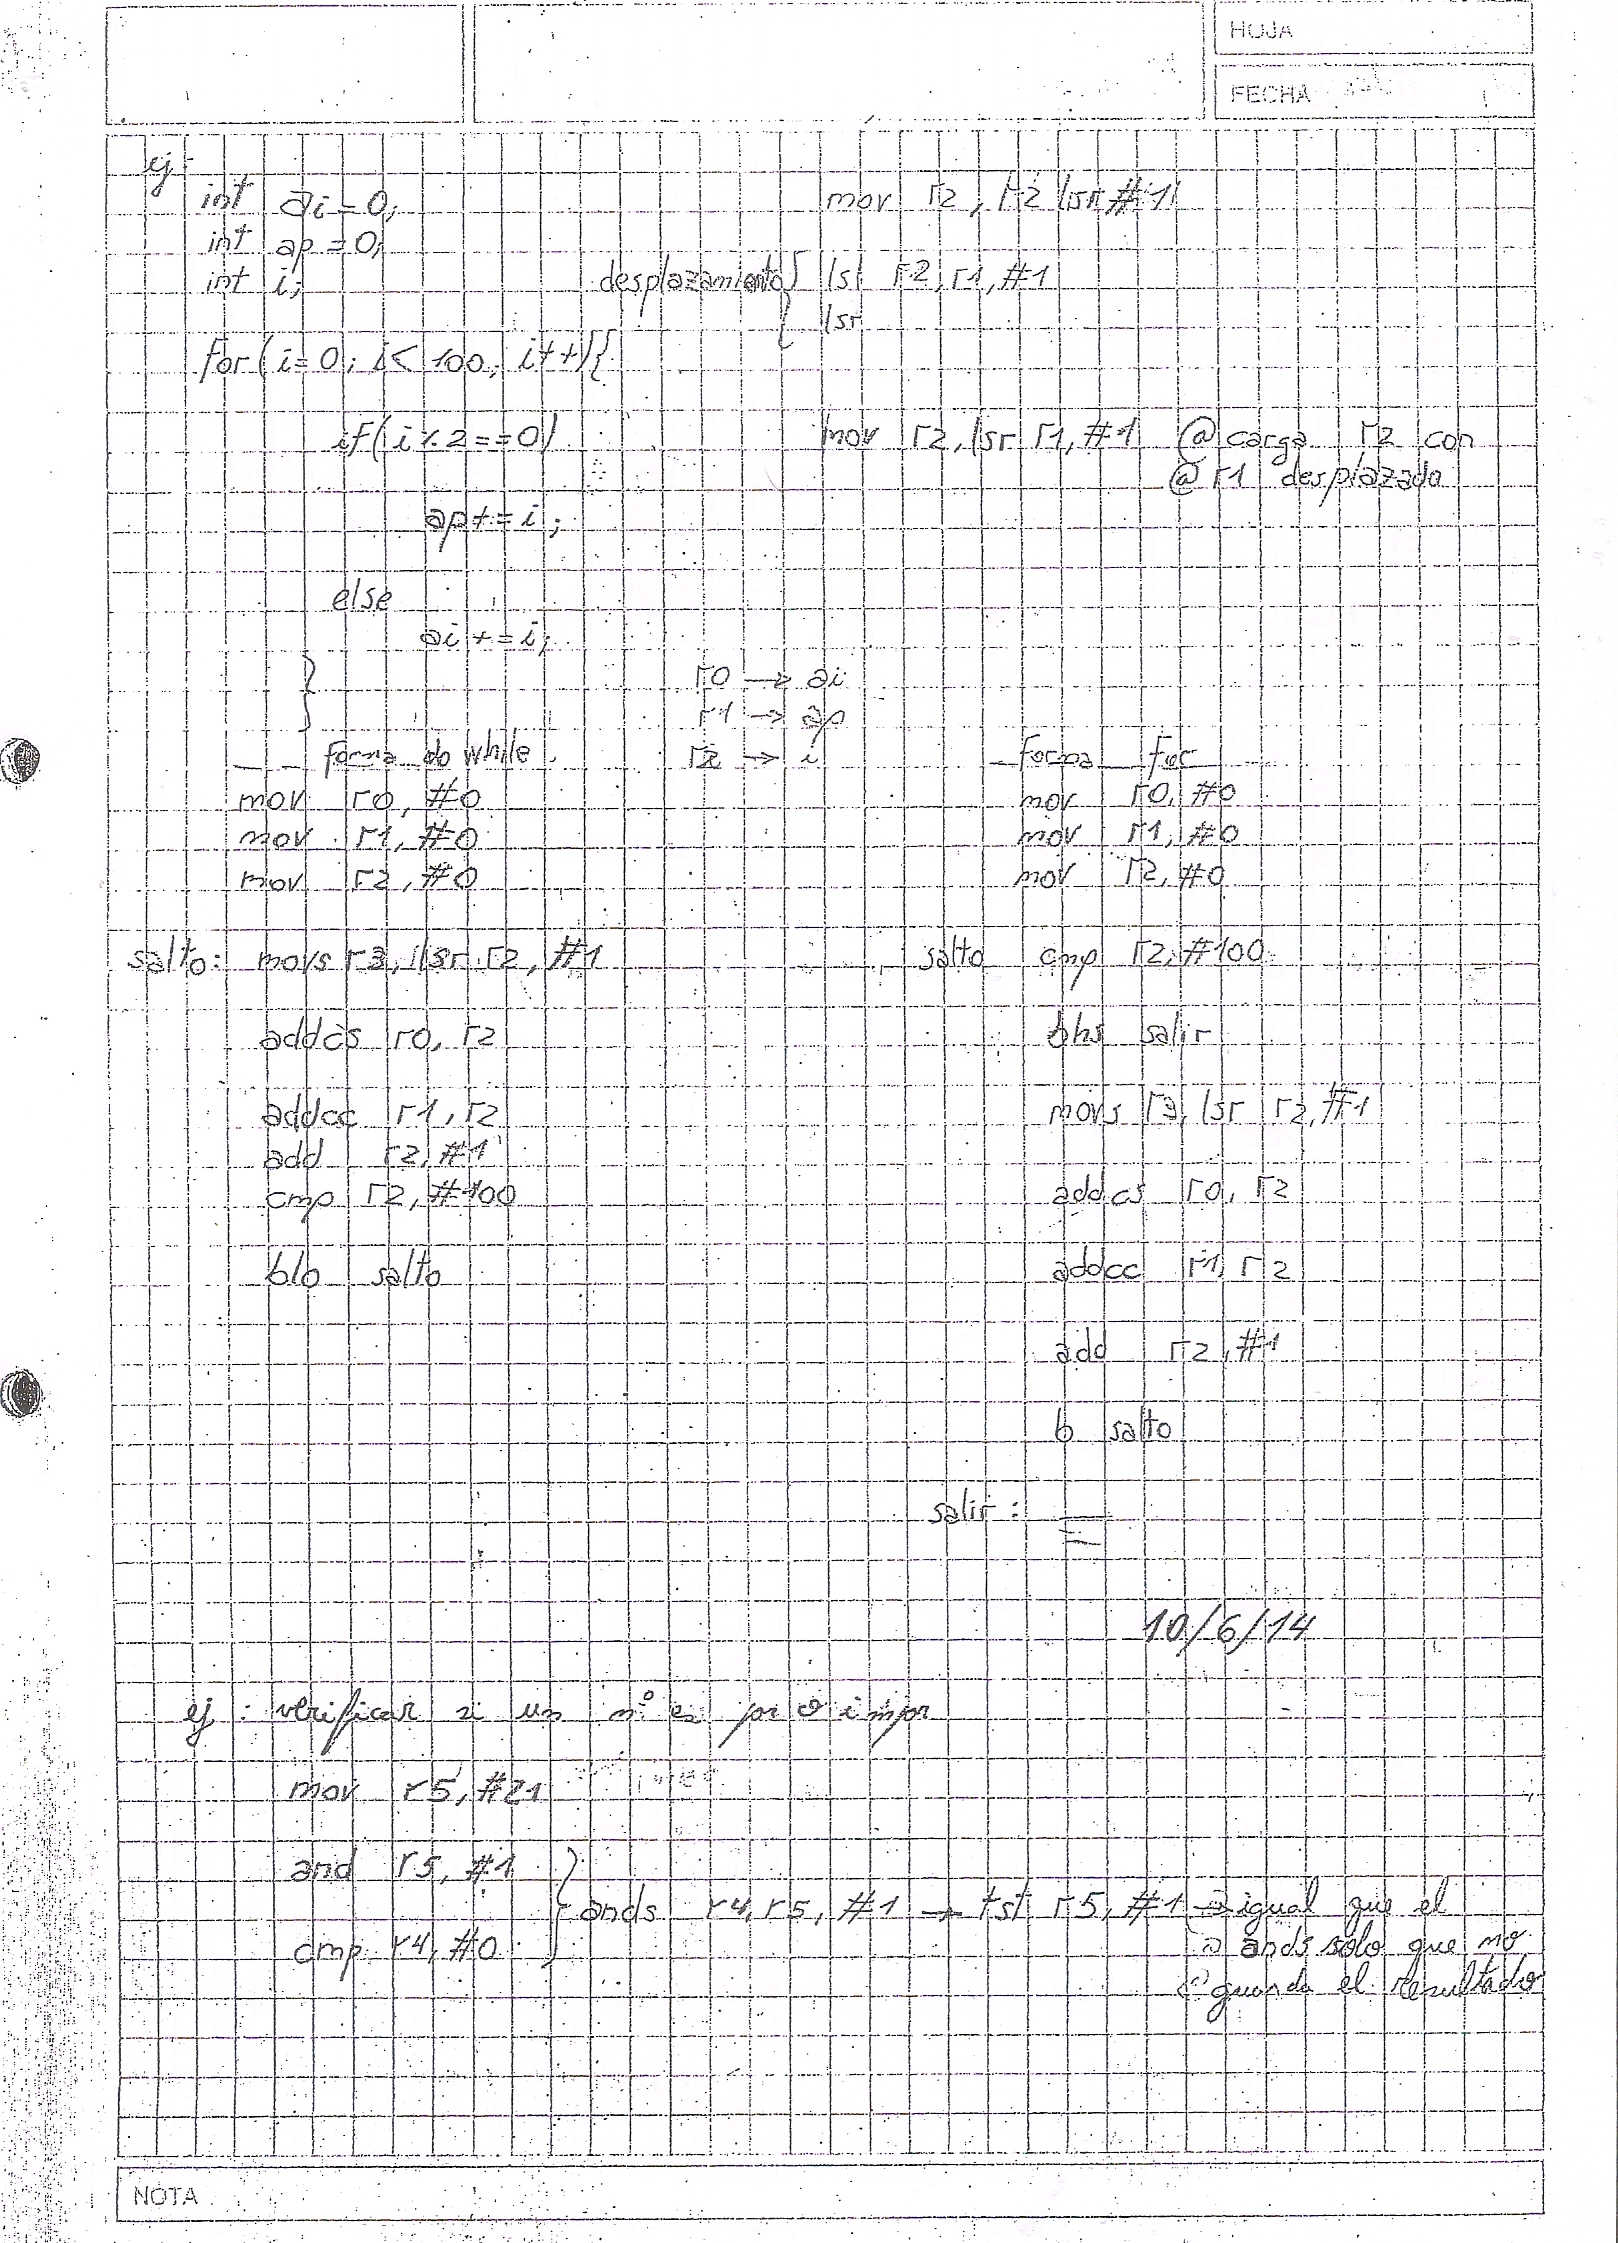 HOJA
FECHA
ej:
int ai = 0;
int ap = 0;
int i;
for(i=0; i<100; i++){
if(i%2==0)
ap+=i;
else
ai+=i;
}
mov r2, r2 lsr #1
desplazamiento { lsl r2, r1, #1
lsr
mov r2, lsr r1, #1 @ carga r2 con
@ r1 desplazado
r0 → ai
r1 → ap
r2 → i
forma do while
mov r0, #0
mov r1, #0
mov r2, #0
salto: movs r3, lsr r2, #1
addcs r0, r2
addcc r1, r2
add r2, #1
cmp r2, #100
blo salto
forma for
mov r0, #0
mov r1, #0
mov r2, #0
salto cmp r2, #100
bhs salir
movs r3, lsr r2, #1
addcs r0, r2
addcc r1, r2
add r2, #1
b salto
salir:
10/6/14
ej: verificar si un nº es par o impar
mov r5, #21
and r5, #1
cmp r4, #0
} ands r4, r5, #1 → tst r5, #1 → igual que el
ands solo que no
guarda el resultado
NOTA